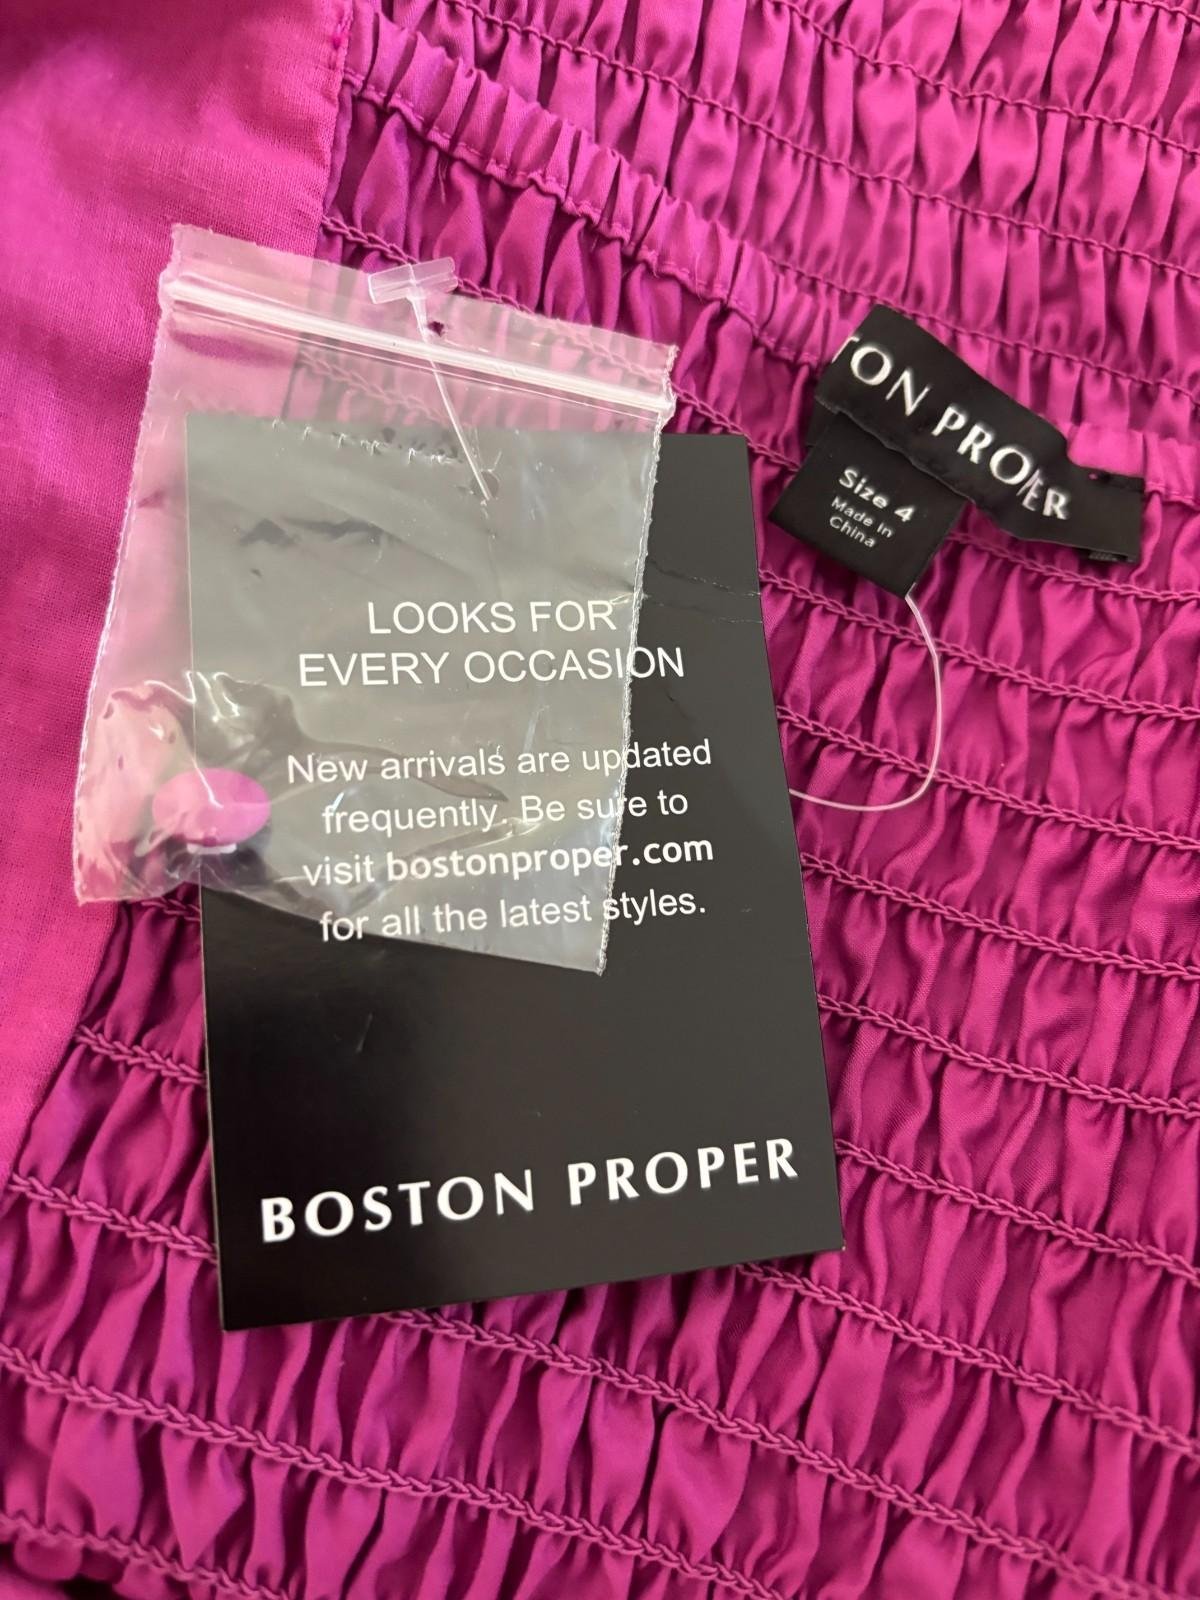 TON PROPER
Size 4
Made In
China
LOOKS FOR
EVERY OCCASION
New arrivals are updated
frequently. Be sure to
visit bostonproper.com
for all the latest styles.
BOSTON PROPER